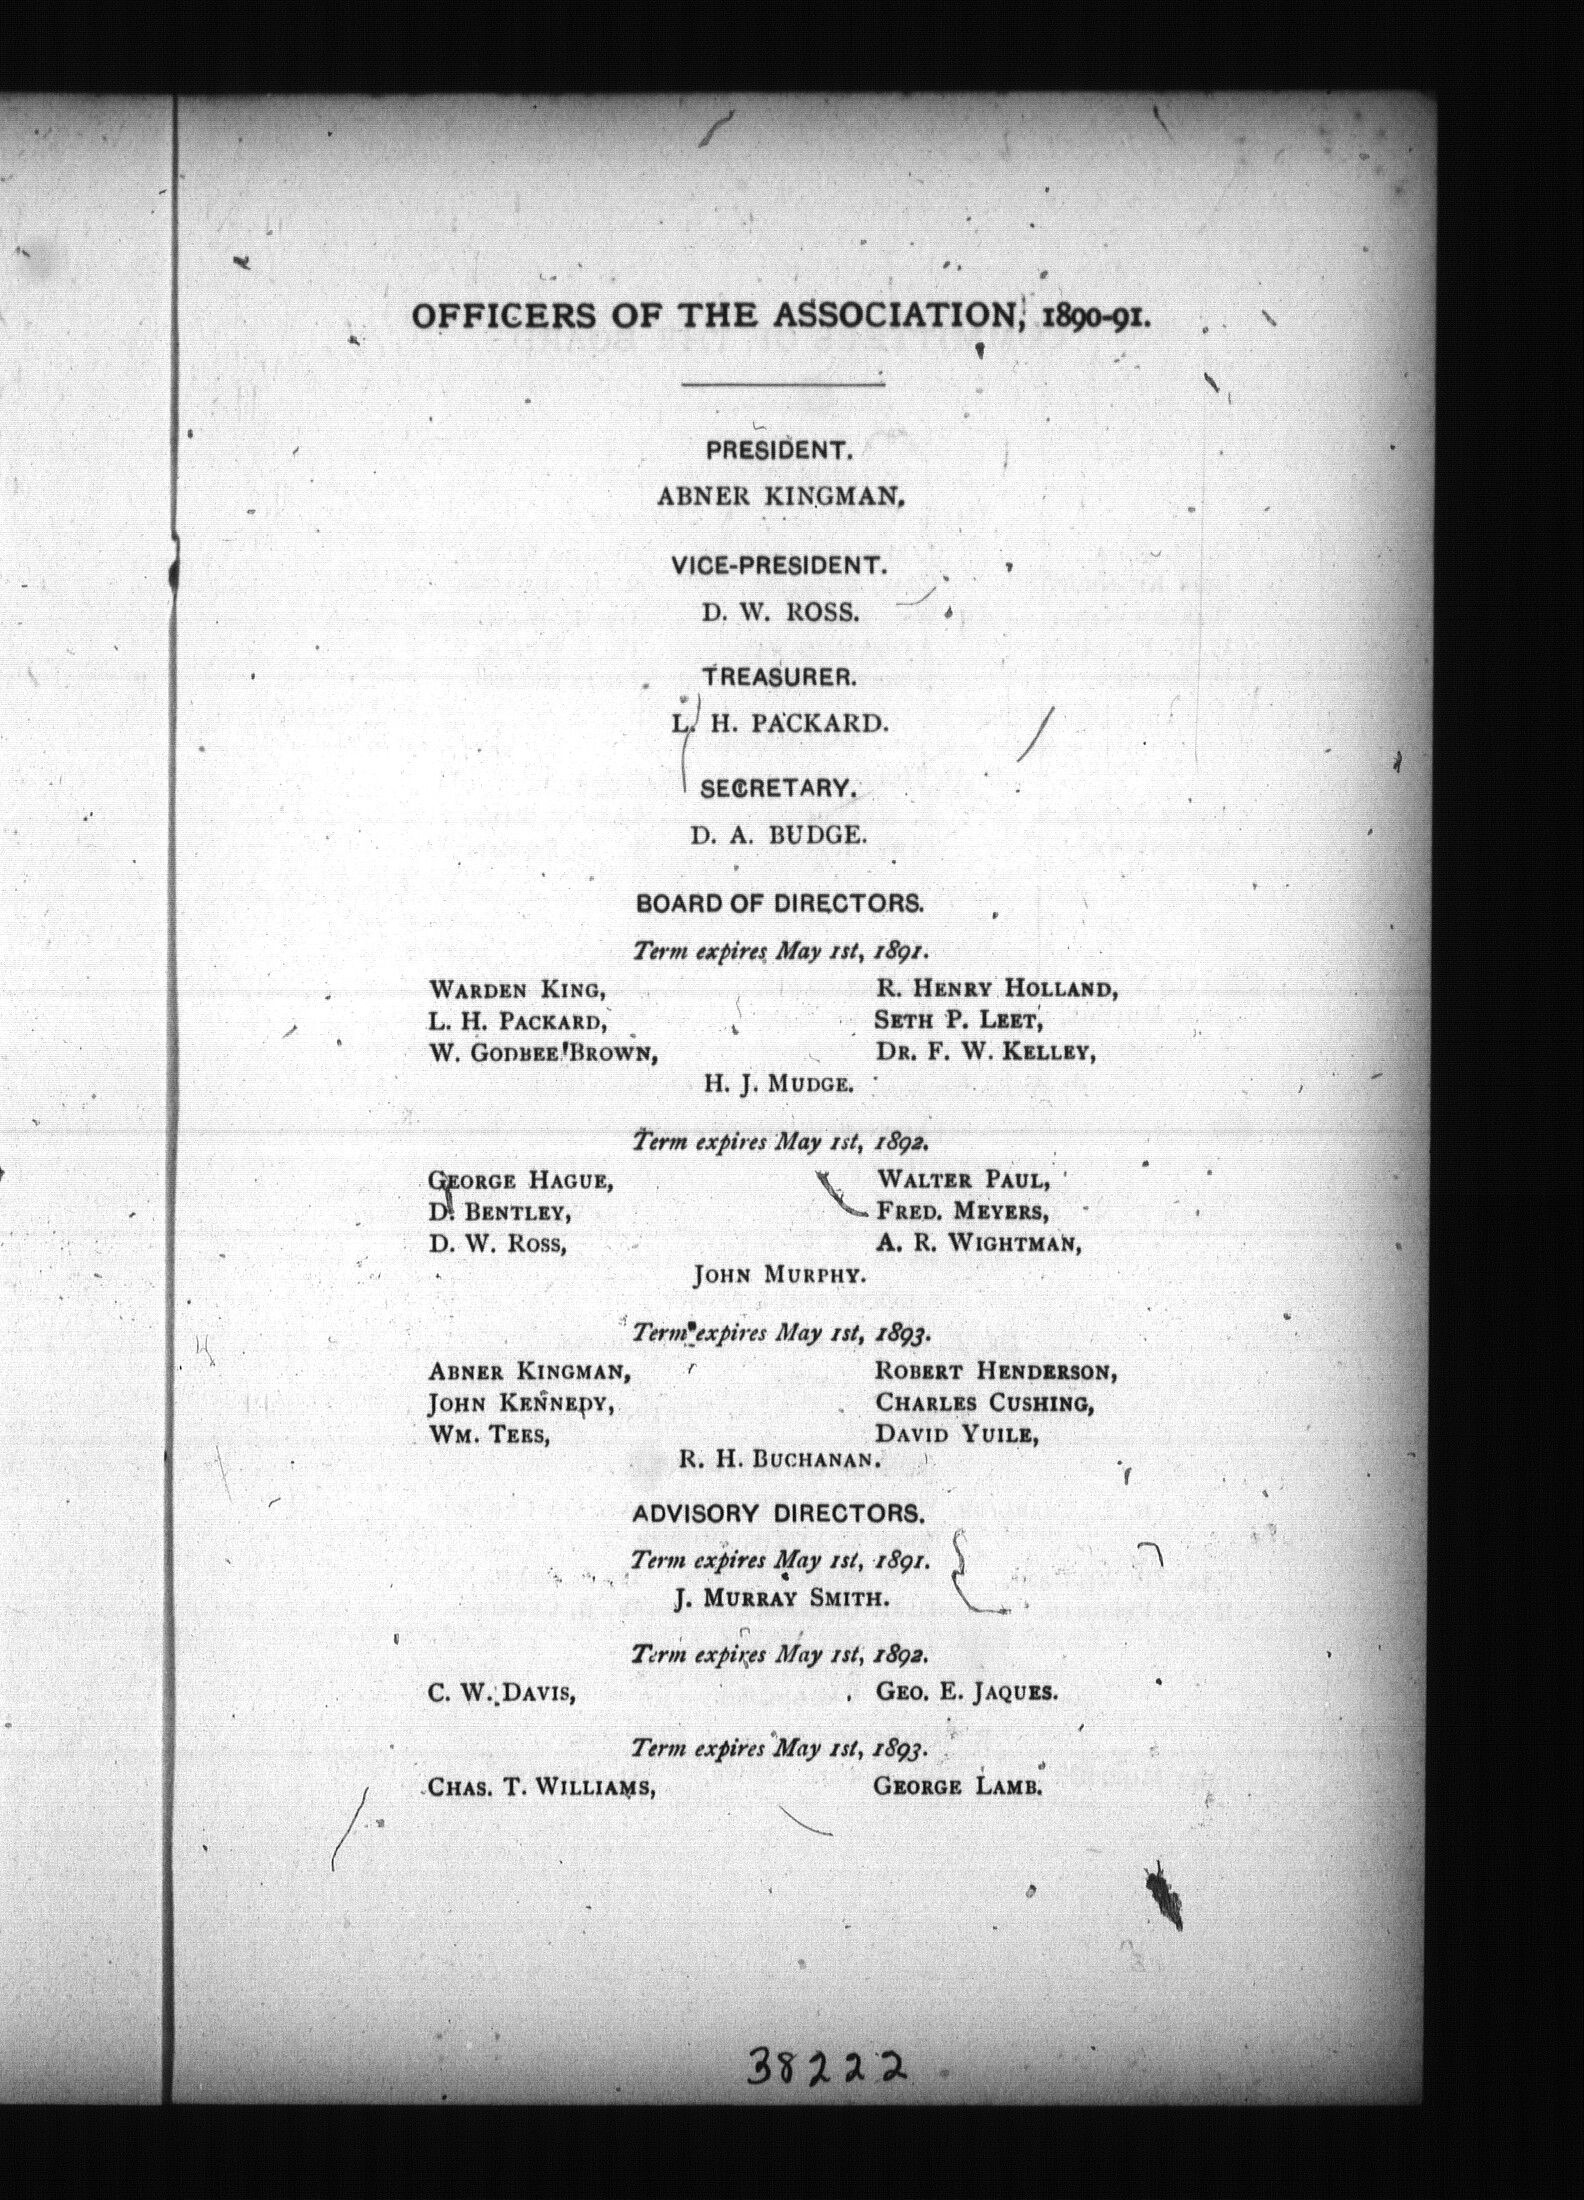 OFFICERS OF THE ASSOCIATION, 1890-91.
PRESIDENT.
ABNER KINGMAN.
VICE-PRESIDENT.
D. W. ROSS.
TREASURER.
L. H. PACKARD.
SECRETARY.
D. A. BUDGE.
BOARD OF DIRECTORS.
Term expires May 1st, 1891.
WARDEN KING, R. HENRY HOLLAND,
L. H. PACKARD, SETH P. LEET,
W. GODBEE BROWN, DR. F. W. KELLEY,
H. J. MUDGE.
Term expires May 1st, 1892.
GEORGE HAGUE, WALTER PAUL,
D. BENTLEY, FRED. MEYERS,
D. W. ROSS, A. R. WIGHTMAN,
JOHN MURPHY.
Term expires May 1st, 1893.
ABNER KINGMAN, ROBERT HENDERSON,
JOHN KENNEDY, CHARLES CUSHING,
WM. TEES, DAVID YUILE,
R. H. BUCHANAN.
ADVISORY DIRECTORS.
Term expires May 1st, 1891.
J. MURRAY SMITH.
Term expires May 1st, 1892.
C. W. DAVIS, GEO. E. JAQUES.
Term expires May 1st, 1893.
CHAS. T. WILLIAMS, GEORGE LAMB.
38222